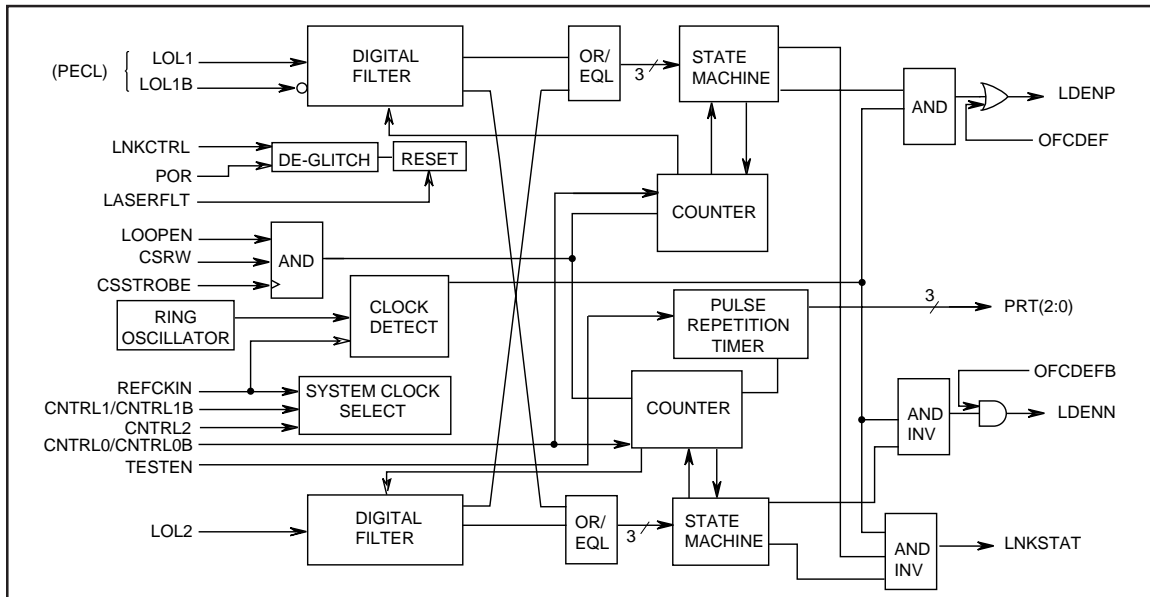 (PECL)
LOL1
LOL1B
DIGITAL
FILTER
OR/
EQL
3
STATE
MACHINE
AND
LDENP
OFCDEF
LNKCTRL
POR
DE-GLITCH
RESET
LASERFLT
COUNTER
LOOPEN
CSRW
CSSTROBE
AND
RING
OSCILLATOR
CLOCK
DETECT
PULSE
REPETITION
TIMER
3
PRT(2:0)
REFCKIN
CNTRL1/CNTRL1B
CNTRL2
CNTRL0/CNTRL0B
TESTEN
SYSTEM CLOCK
SELECT
COUNTER
AND
INV
OFCDEFB
LDENN
LOL2
DIGITAL
FILTER
OR/
EQL
3
STATE
MACHINE
AND
INV
LNKSTAT